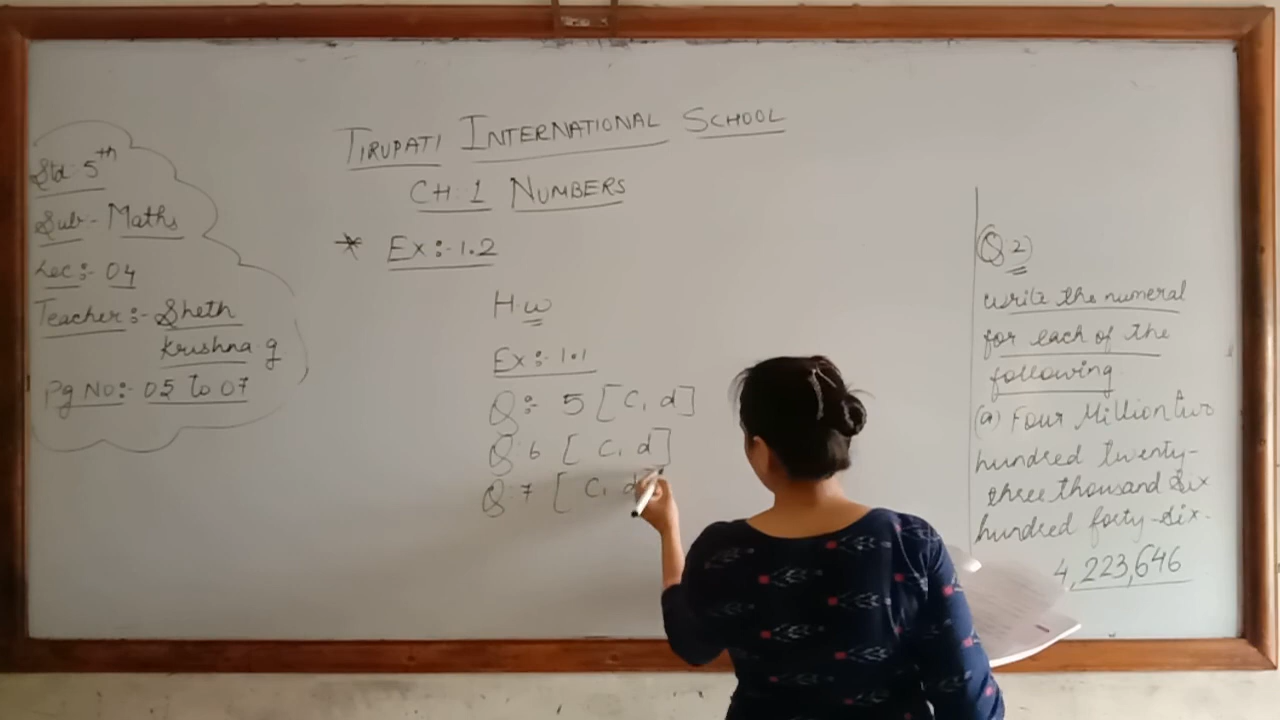 TIRUPATI INTERNATIONAL SCHOOL
CH. 1 NUMBERS
Std: 5th
Sub:- Maths
Lec:- 04
Teacher:- Sheth
Krishna. g
Pg No:- 05 to 07
* Ex:- 1.2
H.w
Ex:- 1.1
Q:- 5 [C, d]
Q. 6 [C, d]
Q. 7 [C, d]
Q 2)
write the numeral
for each of the
following.
(a) Four Million two
hundred twenty-
three thousand six
hundred forty-six.
4,223,646